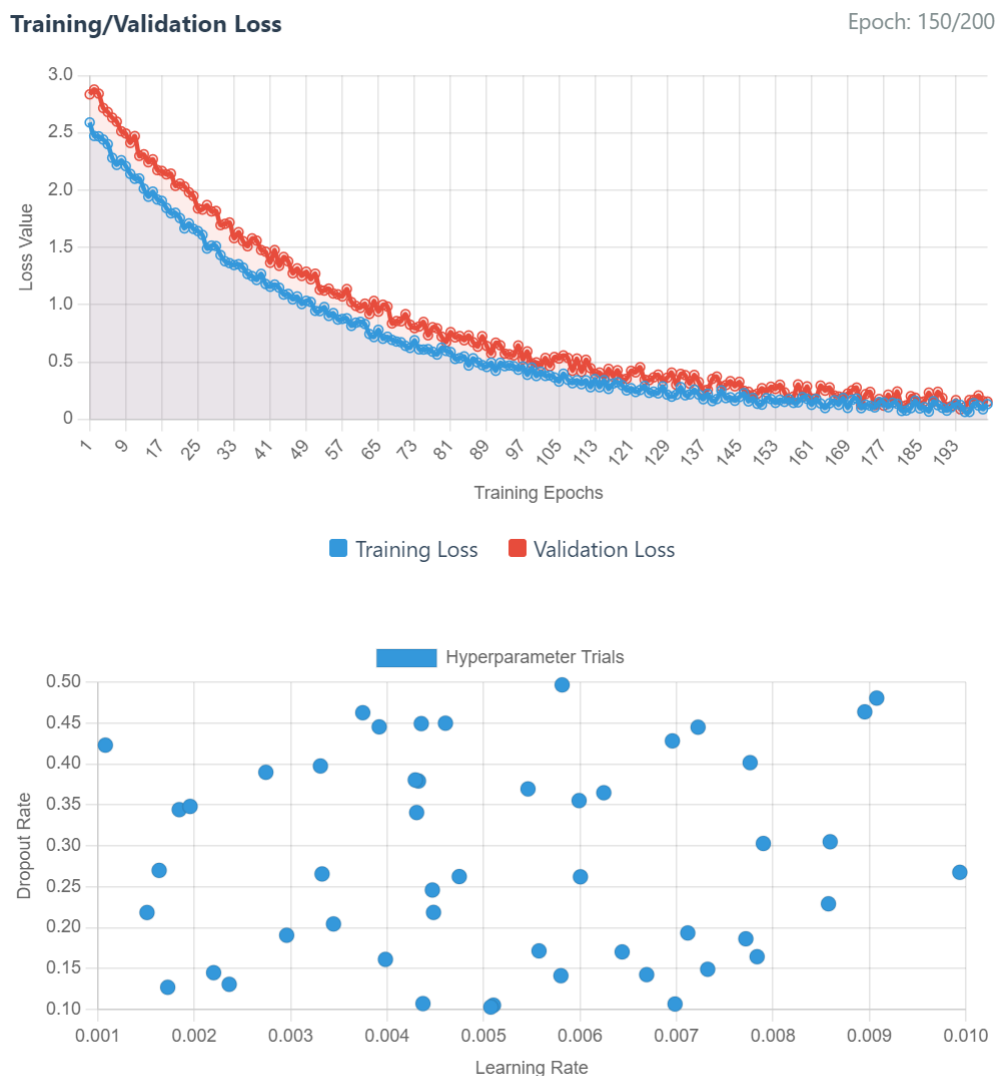 Training/Validation Loss
Epoch: 150/200
3.0
2.5
2.0
1.5
1.0
0.5
0
Loss Value
1 9 17 25 33 41 49 57 65 73 81 89 97 105 113 121 129 137 145 153 161 169 177 185 193
Training Epochs
Training Loss Validation Loss
Hyperparameter Trials
0.50
0.45
0.40
0.35
0.30
0.25
0.20
0.15
0.10
Dropout Rate
0.001 0.002 0.003 0.004 0.005 0.006 0.007 0.008 0.009 0.010
Learning Rate